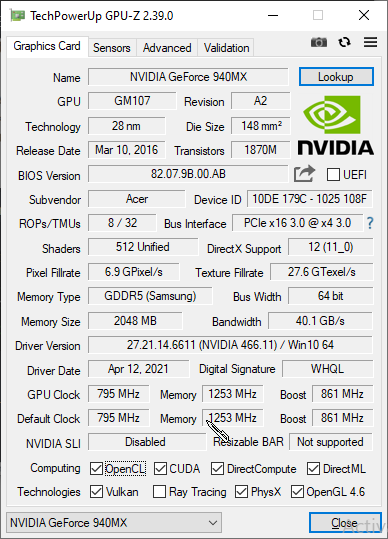 TechPowerUp GPU-Z 2.39.0
Graphics Card Sensors Advanced Validation
Name NVIDIA GeForce 940MX Lookup
GPU GM107 Revision A2
Technology 28 nm Die Size 148 mm²
Release Date Mar 10, 2016 Transistors 1870M
NVIDIA
BIOS Version 82.07.9B.00.AB UEFI
Subvendor Acer Device ID 10DE 179C - 1025 108F
ROPs/TMUs 8 / 32 Bus Interface PCIe x16 3.0 @ x4 3.0 ?
Shaders 512 Unified DirectX Support 12 (11_0)
Pixel Fillrate 6.9 GPixel/s Texture Fillrate 27.6 GTexel/s
Memory Type GDDR5 (Samsung) Bus Width 64 bit
Memory Size 2048 MB Bandwidth 40.1 GB/s
Driver Version 27.21.14.6611 (NVIDIA 466.11) / Win10 64
Driver Date Apr 12, 2021 Digital Signature WHQL
GPU Clock 795 MHz Memory 1253 MHz Boost 861 MHz
Default Clock 795 MHz Memory 1253 MHz Boost 861 MHz
NVIDIA SLI Disabled Resizable BAR Not supported
Computing OpenCL CUDA DirectCompute DirectML
Technologies Vulkan Ray Tracing PhysX OpenGL 4.6
NVIDIA GeForce 940MX Close
Activ